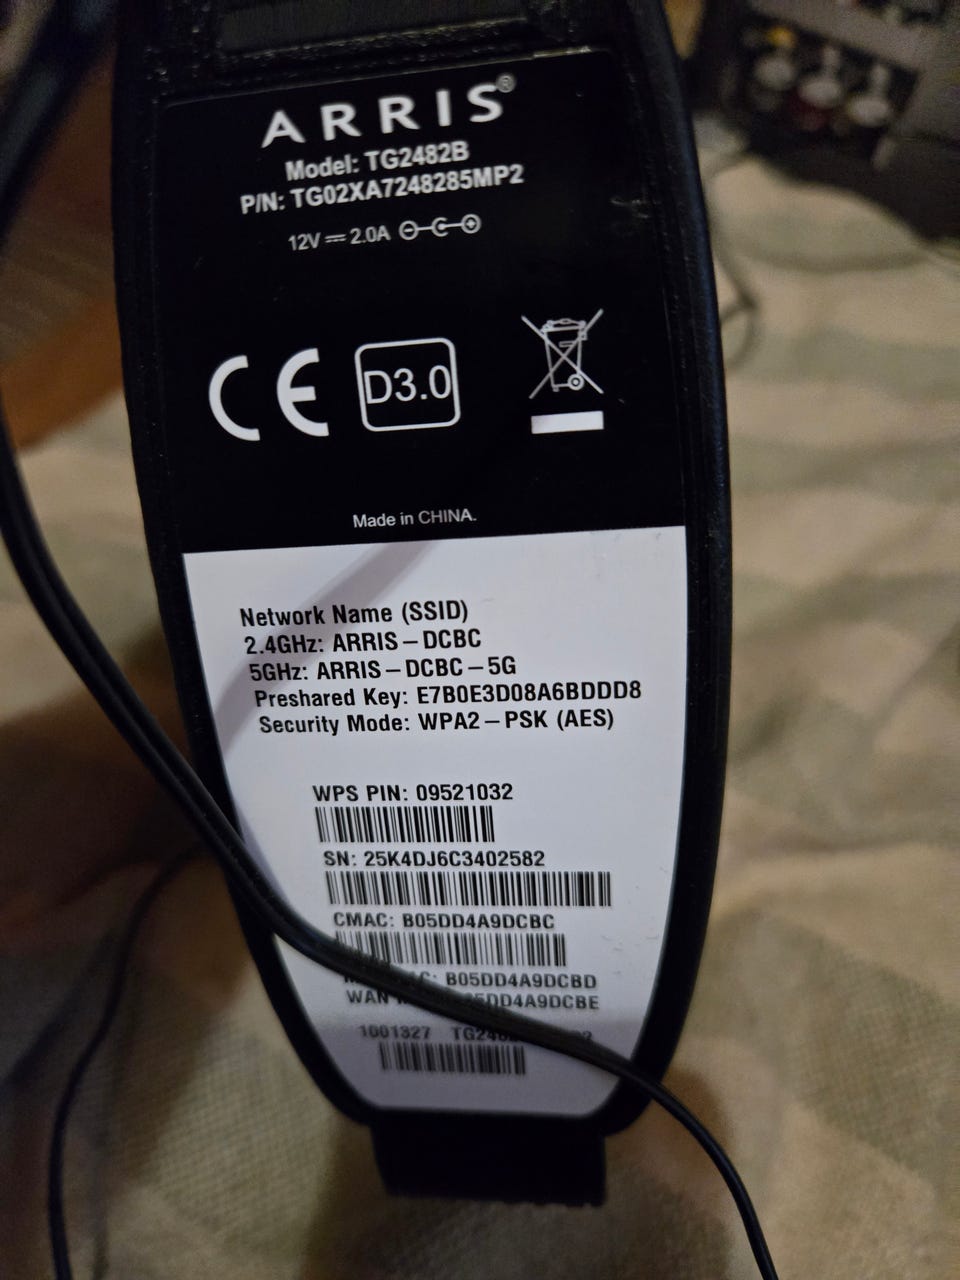 ARRIS®
Model: TG2482B
P/N: TG02XA7248285MP2
12V 2.0A
CE D3.0
Made in CHINA.
Network Name (SSID)
2.4GHz: ARRIS–DCBC
5GHz: ARRIS–DCBC–5G
Preshared Key: E7B0E3D08A6BDDD8
Security Mode: WPA2–PSK (AES)
WPS PIN: 09521032
SN: 25K4DJ6C3402582
CMAC: B05DD4A9DCBC
B05DD4A9DCBD
WAN
1001327